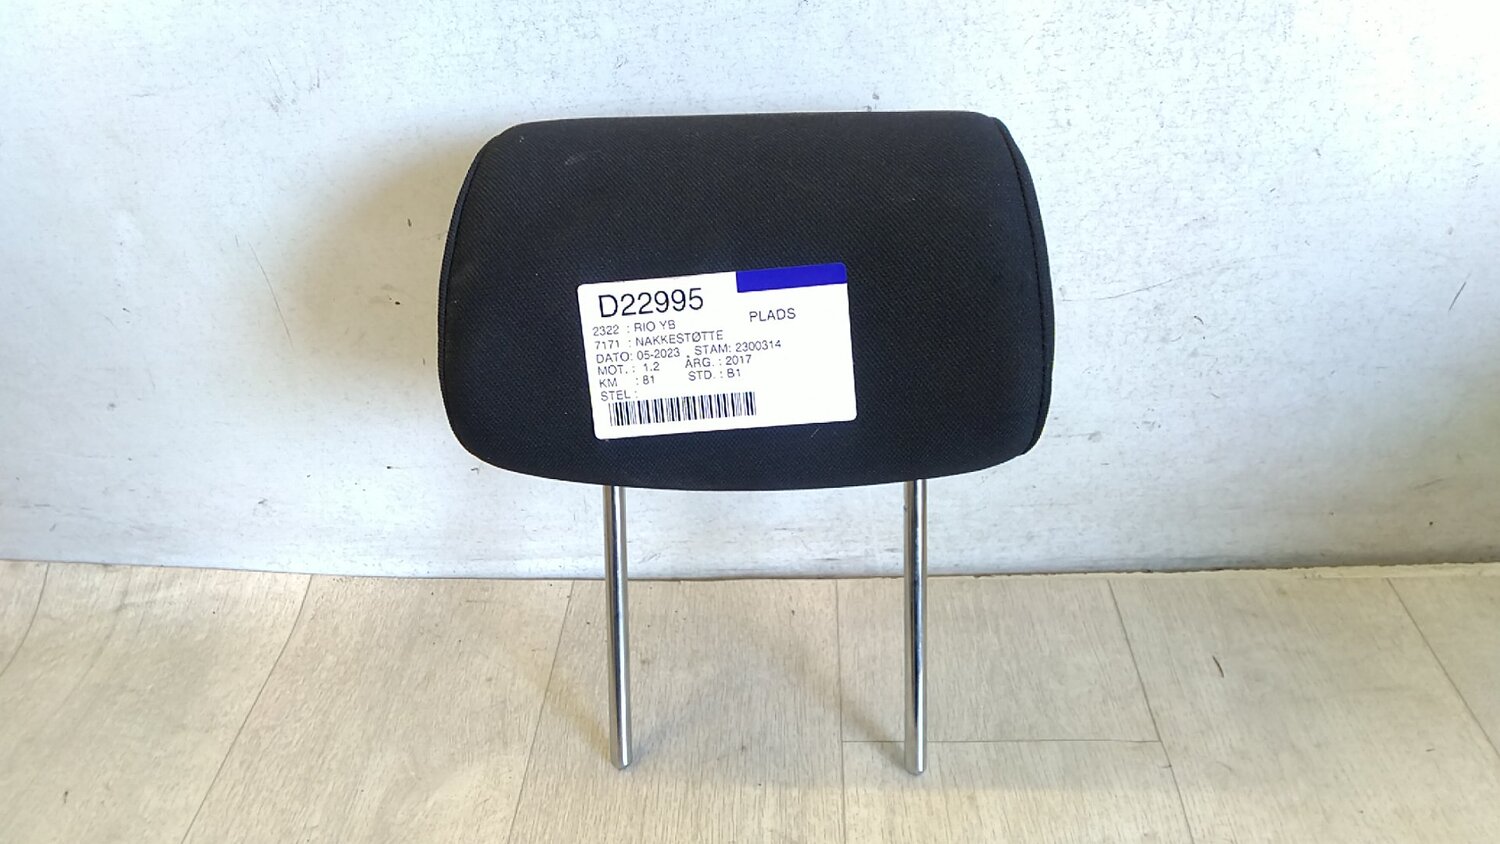 D22995
PLADS
2322 : RIO YB
7171 : NAKKESTØTTE
DATO: 05-2023 STAM: 2300314
MOT. : 1.2 ÅRG. : 2017
KM : 81 STD. : B1
STEL :